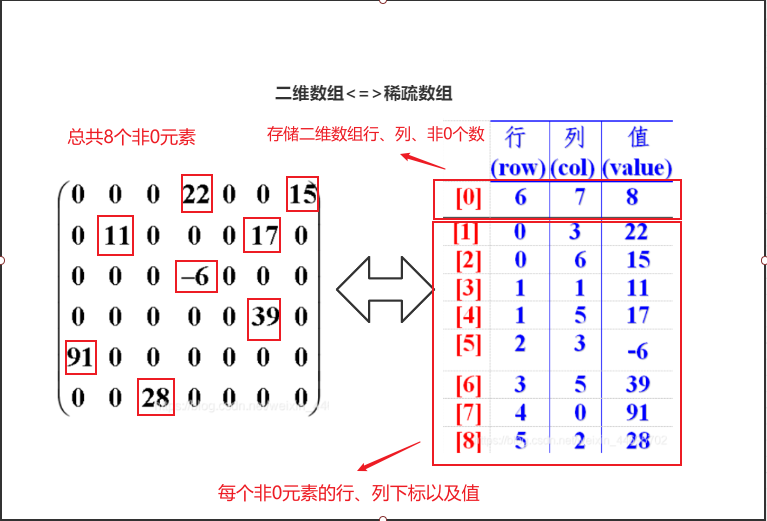 二维数组<=>稀疏数组
总共8个非0元素
存储二维数组行、列、非0个数
行 列 值
(row) (col) (value)
[0] 6 7 8
0 0 0 22 0 0 15
0 11 0 0 0 17 0
0 0 0 -6 0 0 0
0 0 0 0 0 39 0
91 0 0 0 0 0 0
0 0 28 0 0 0 0
[1] 0 3 22
[2] 0 6 15
[3] 1 1 11
[4] 1 5 17
[5] 2 3 -6
[6] 3 5 39
[7] 4 0 91
[8] 5 2 28
每个非0元素的行、列下标以及值